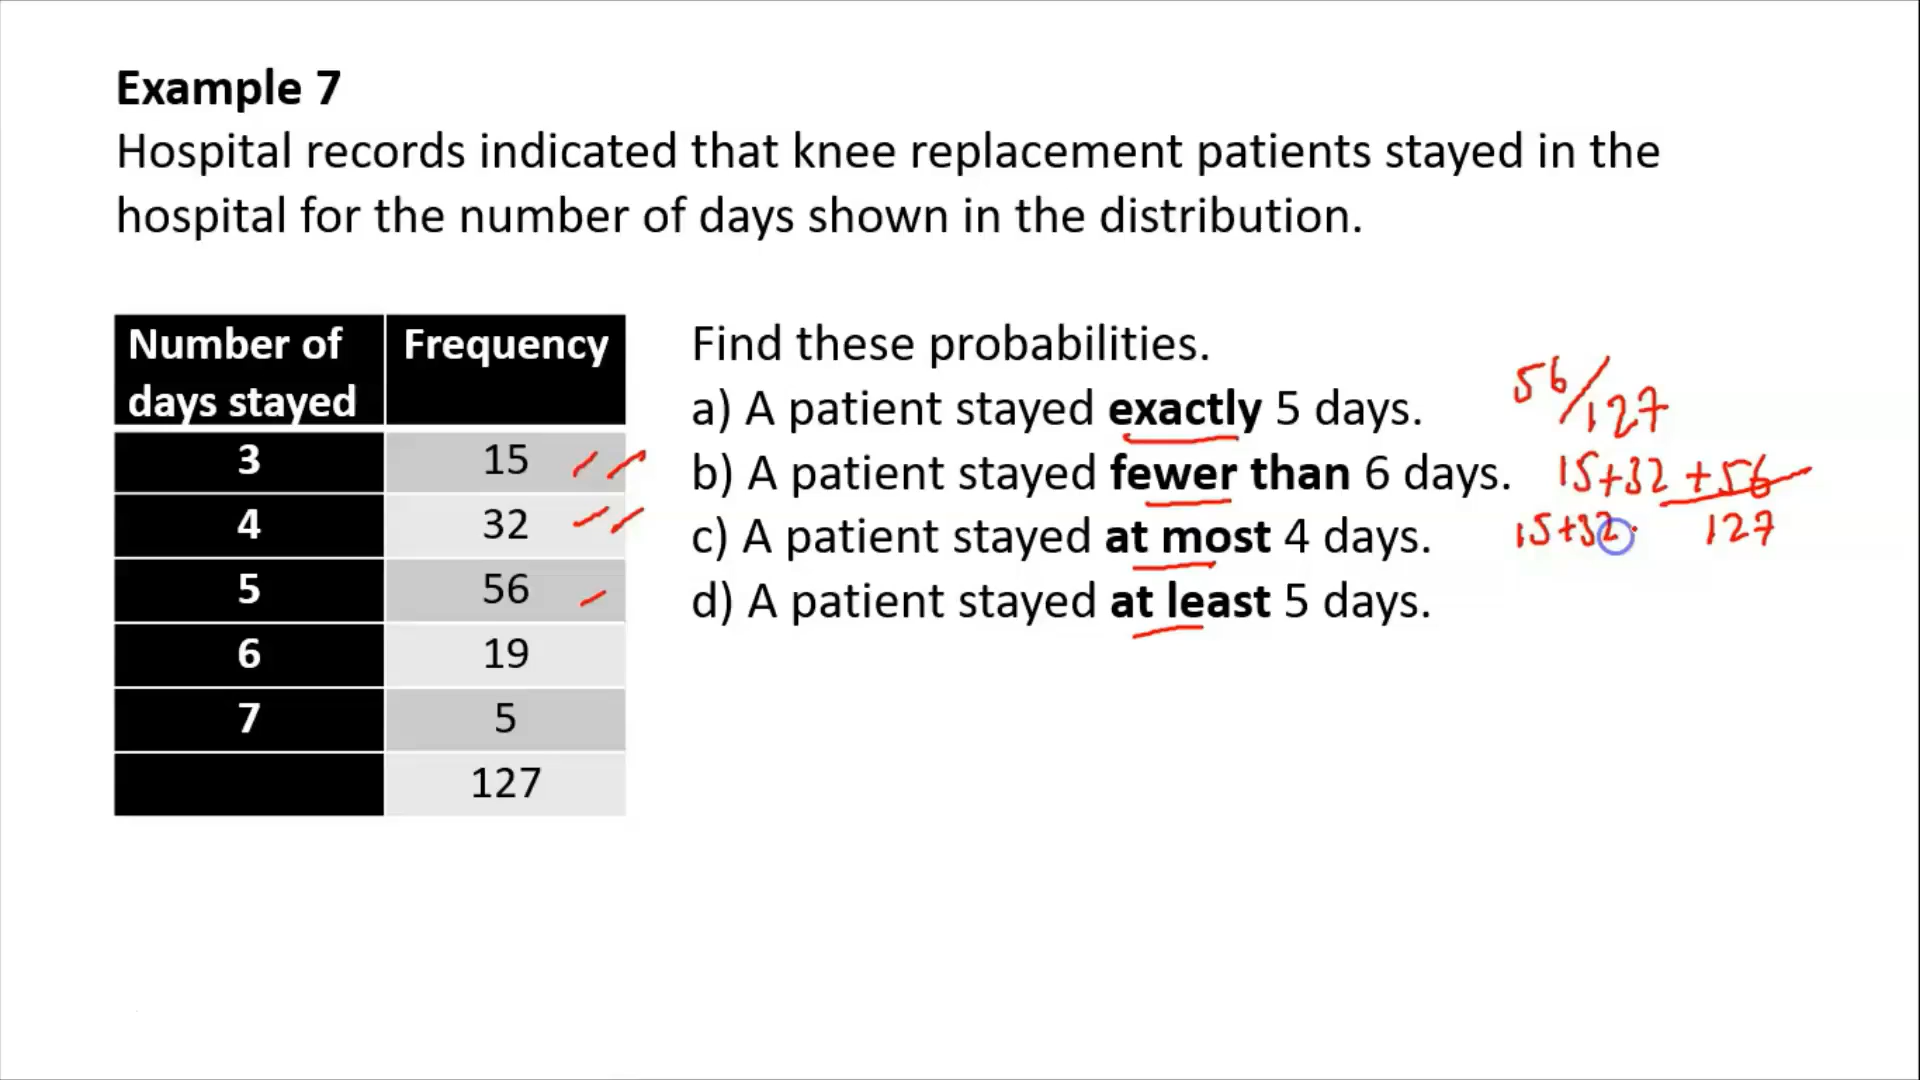 Example 7
Hospital records indicated that knee replacement patients stayed in the
hospital for the number of days shown in the distribution.
Number of days stayed Frequency
3 15
4 32
5 56
6 19
7 5
127
Find these probabilities.
a) A patient stayed exactly 5 days. 56/127
b) A patient stayed fewer than 6 days. 15+32+56
127
c) A patient stayed at most 4 days. 15+32
d) A patient stayed at least 5 days.